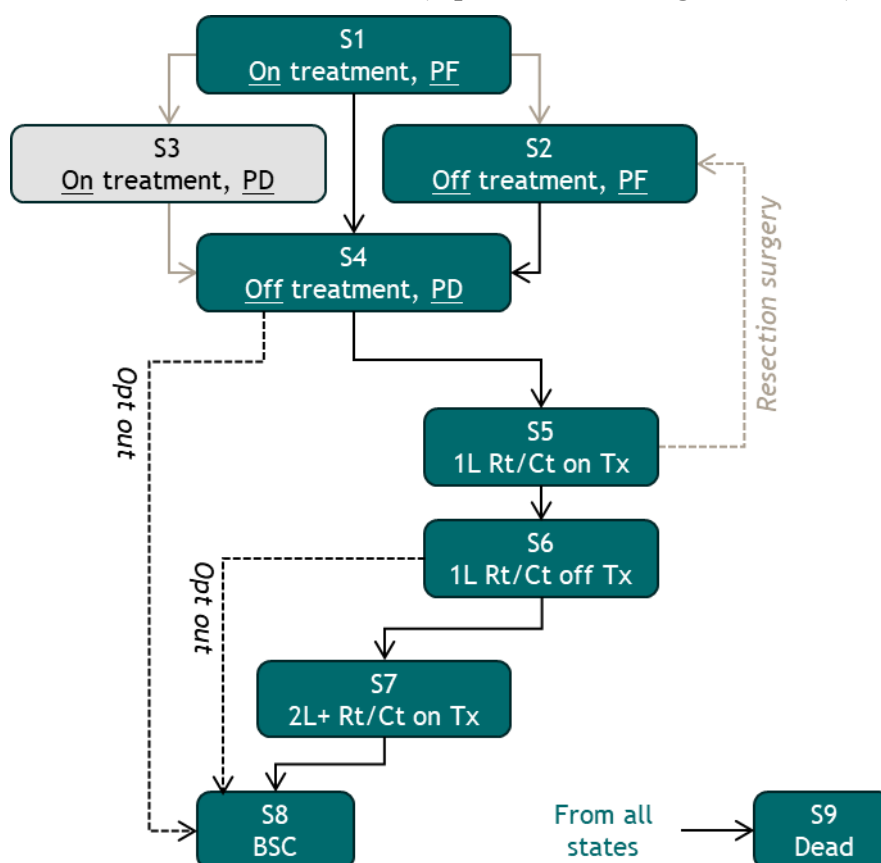 S1
On treatment, PF
S3
On treatment, PD
S2
Off treatment, PF
S4
Off treatment, PD
Resection surgery
Opt out
S5
1L Rt/Ct on Tx
S6
1L Rt/Ct off Tx
Opt out
S7
2L+ Rt/Ct on Tx
S8
BSC
From all
states
S9
Dead